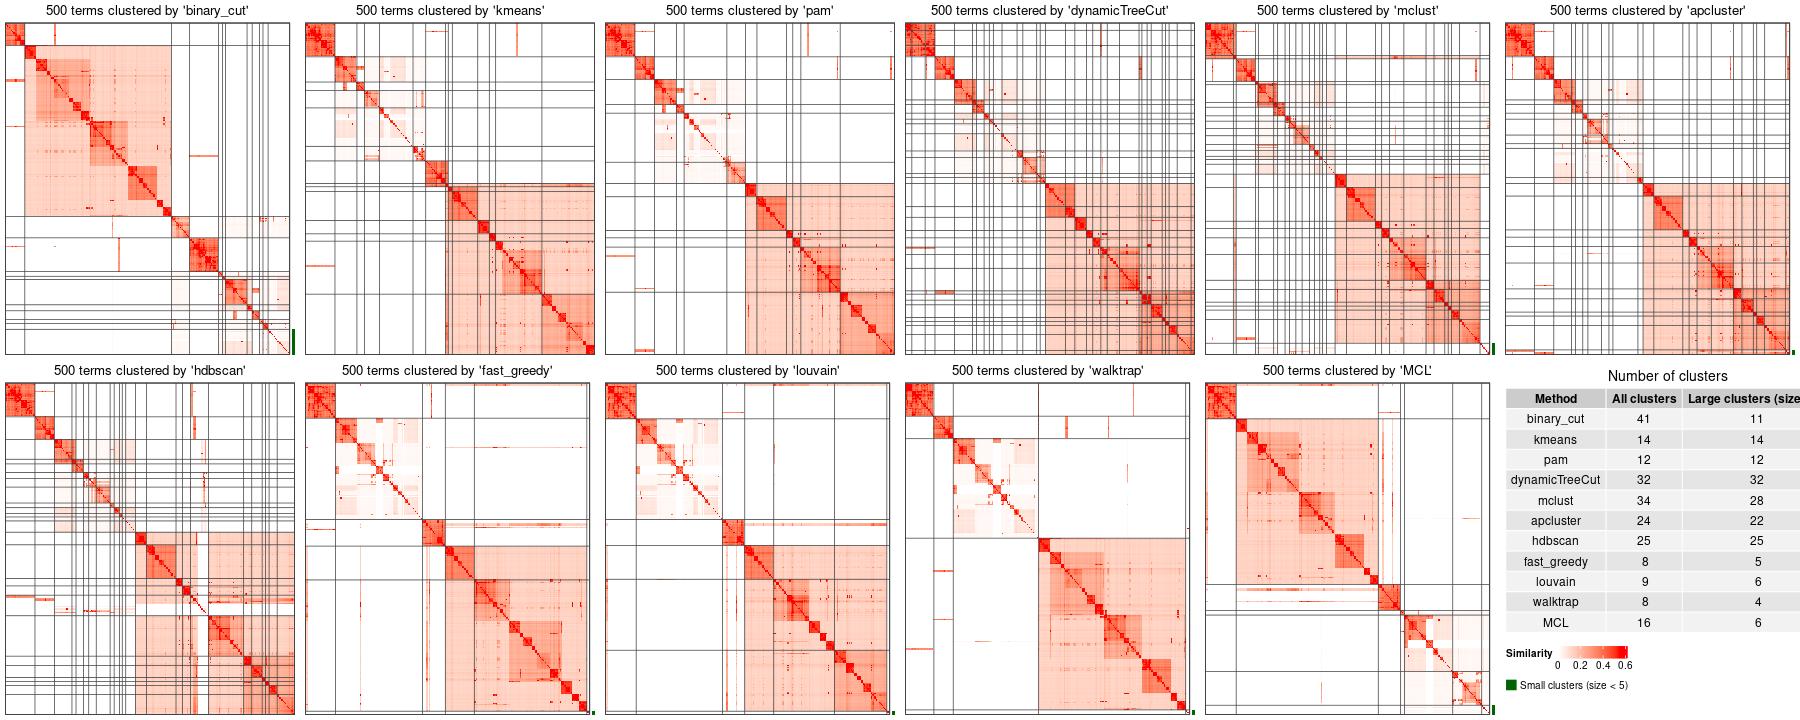 500 terms clustered by 'binary_cut'
500 terms clustered by 'kmeans'
500 terms clustered by 'pam'
500 terms clustered by 'dynamicTreeCut'
500 terms clustered by 'mclust'
500 terms clustered by 'apcluster'
500 terms clustered by 'hdbscan'
500 terms clustered by 'fast_greedy'
500 terms clustered by 'louvain'
500 terms clustered by 'walktrap'
500 terms clustered by 'MCL'
Number of clusters
Method All clusters Large clusters (size
binary_cut 41 11
kmeans 14 14
pam 12 12
dynamicTreeCut 32 32
mclust 34 28
apcluster 24 22
hdbscan 25 25
fast_greedy 8 5
louvain 9 6
walktrap 8 4
MCL 16 6
Similarity
0 0.2 0.4 0.6
Small clusters (size < 5)